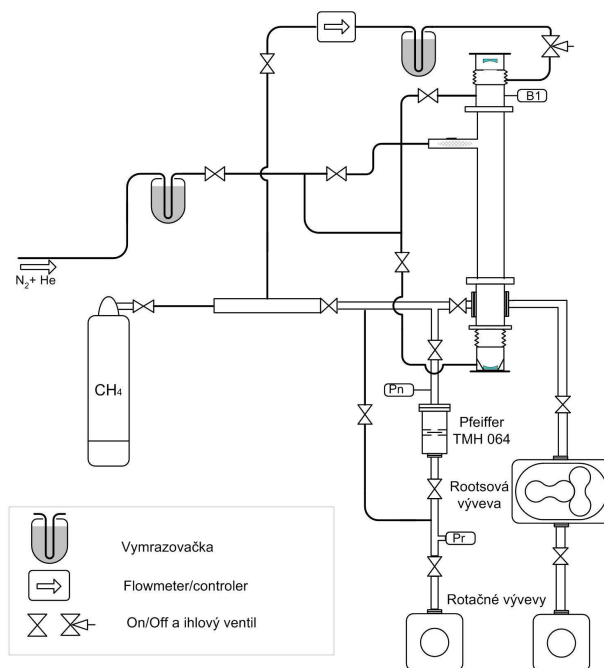 B1
N2+ He
CH4
Pn
Pfeiffer
TMH 064
Rootsová
výveva
Pr
Rotačné vývevy
Vymrazovačka
Flowmeter/controler
On/Off a ihlový ventil